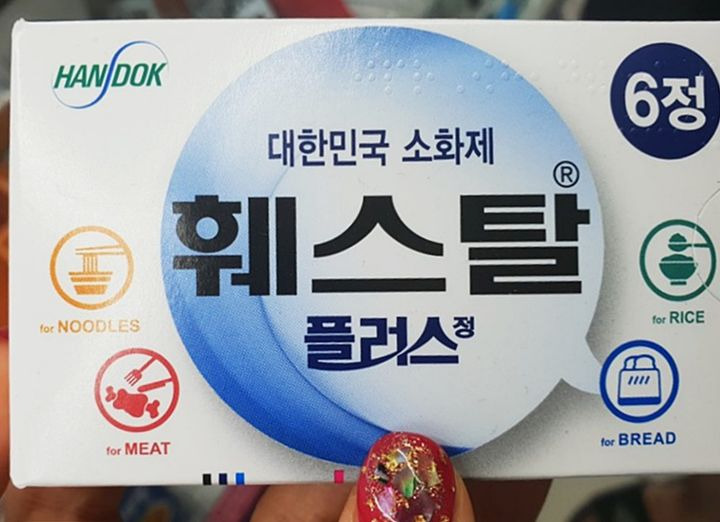 HANDOK
6정
대한민국 소화제
훼스탈®
플러스정
for NOODLES
for RICE
for MEAT
for BREAD